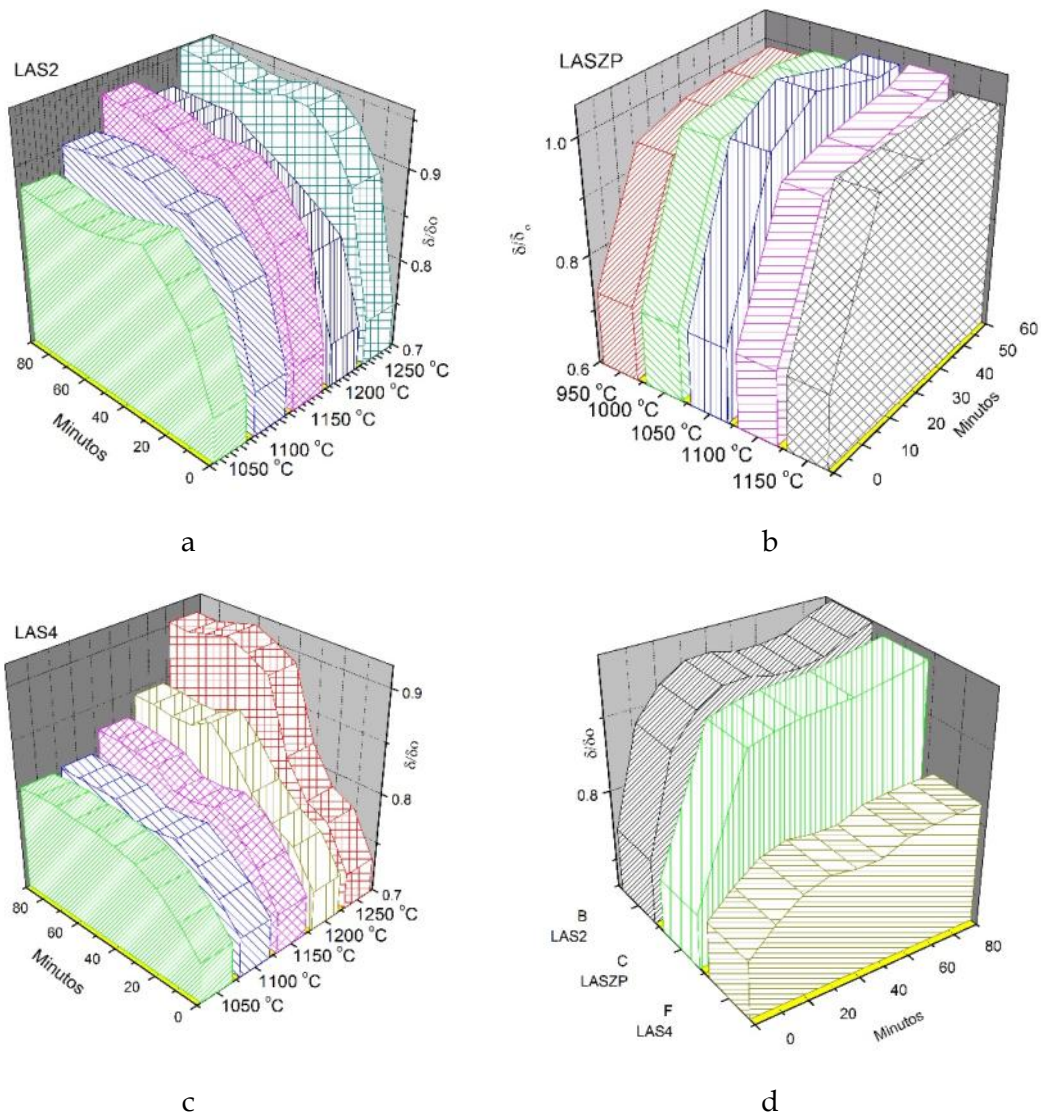 LAS2
0.9
δ/δo
0.8
0.7
1250 °C
1200 °C
1150 °C
1100 °C
1050 °C
80
60
40
20
0
Minutos
a
LASZP
1.0
δ/δ°
0.8
0.6
950 °C
1000 °C
1050 °C
1100 °C
1150 °C
60
50
40
30
20
10
0
Minutos
b
LAS4
0.9
δ/δo
0.8
0.7
1250 °C
1200 °C
1150 °C
1100 °C
1050 °C
80
60
40
20
0
Minutos
c
δ/δo
0.8
B
LAS2
C
LASZP
F
LAS4
80
60
40
20
0
Minutos
d